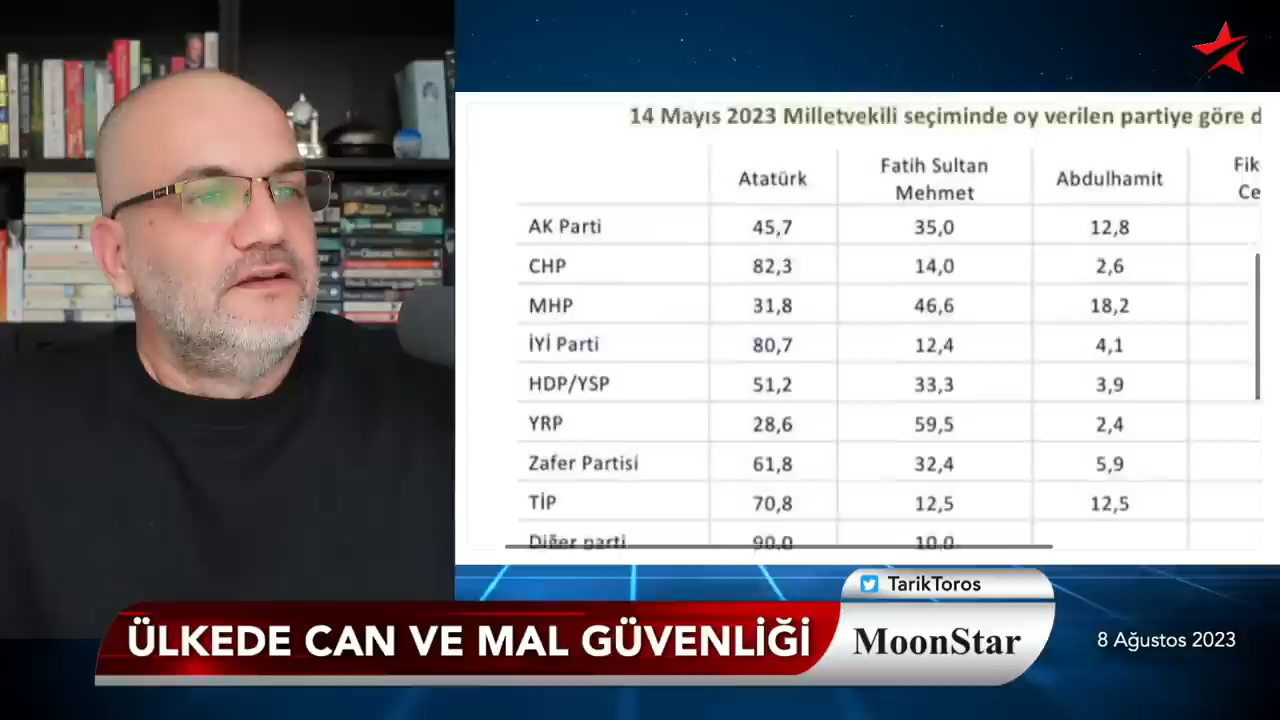 14 Mayıs 2023 Milletvekili seçiminde oy verilen partiye göre d
Atatürk Fatih Sultan Mehmet Abdulhamit Fik Ce
AK Parti 45,7 35,0 12,8
CHP 82,3 14,0 2,6
MHP 31,8 46,6 18,2
İYİ Parti 80,7 12,4 4,1
HDP/YSP 51,2 33,3 3,9
YRP 28,6 59,5 2,4
Zafer Partisi 61,8 32,4 5,9
TİP 70,8 12,5 12,5
Diğer parti 90,0 10,0
TarikToros
ÜLKEDE CAN VE MAL GÜVENLİĞİ
MoonStar
8 Ağustos 2023